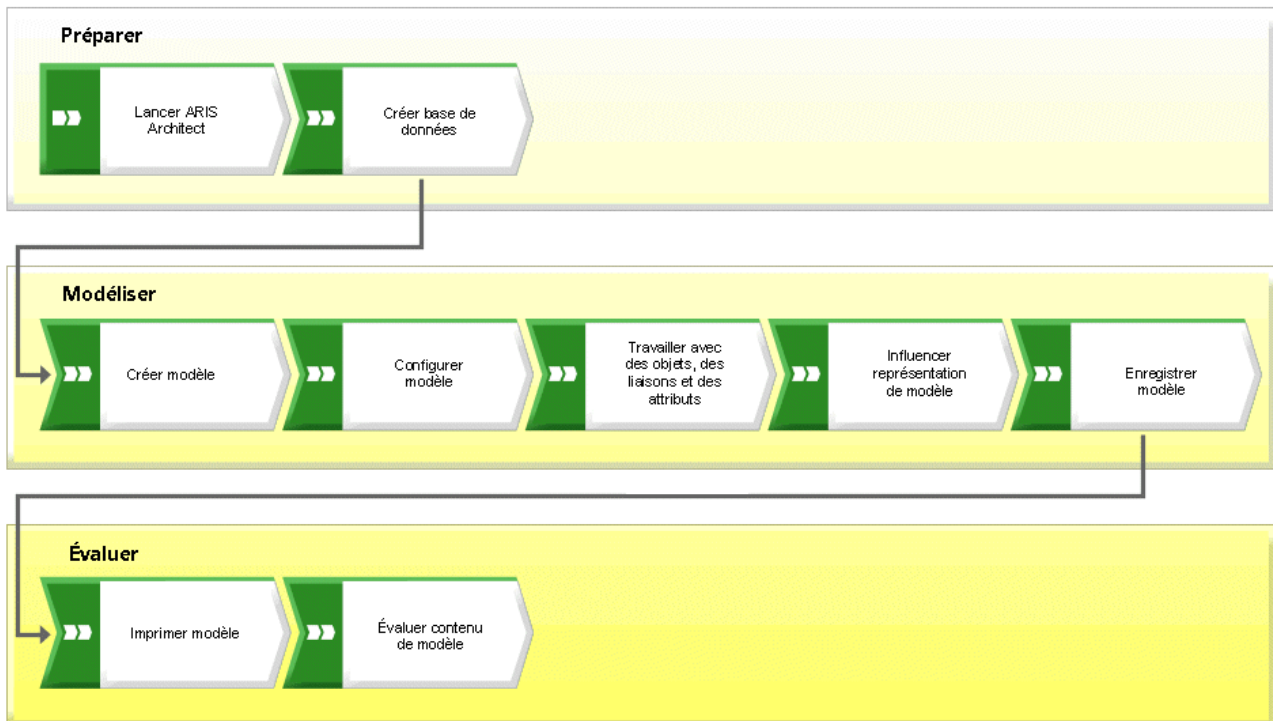 Préparer
Lancer ARIS
Architect
Créer base de
données
Modéliser
Créer modèle
Configurer
modèle
Travailler avec
des objets, des
liaisons et des
attributs
Influencer
représentation
de modèle
Enregistrer
modèle
Évaluer
Imprimer modèle
Évaluer contenu
de modèle